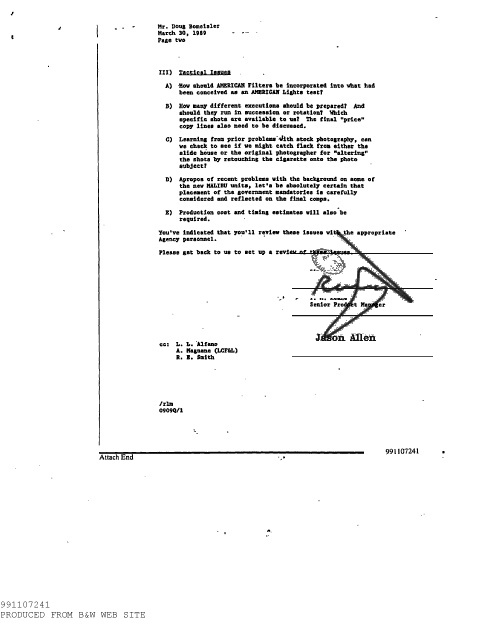 Mr. Doug Bomeisler
March 30, 1989
Page two
III) Tactical Issues
A) How should AMERICAN Filters be incorporated into what had
been conceived as an AMERICAN Lights test?
B) How many different executions should be prepared? And
should they run in succession or rotation? Which
specific shots are available to us? The final "price"
copy lines also need to be discussed.
C) Learning from prior problems with stock photography, can
we check to see if we might catch flack from either the
slide house or the original photographer for "altering"
the shots by retouching the cigarette onto the photo
subject?
D) Apropos of recent problems with the background on some of
the new MALIBU units, let's be absolutely certain that
placement of the government mandatories is carefully
considered and reflected on the final comps.
E) Production cost and timing estimates will also be
required.
You've indicated that you'll review these issues with the appropriate
Agency personnel.
Please get back to us to set up a review of these issues.
Senior Product Manager
Jason Allen
cc: L. L. Alfano
A. Magnane (LCF&L)
R. E. Smith
/rlm
0909Q/1
991107241
Attach End
991107241
PRODUCED FROM B&W WEB SITE